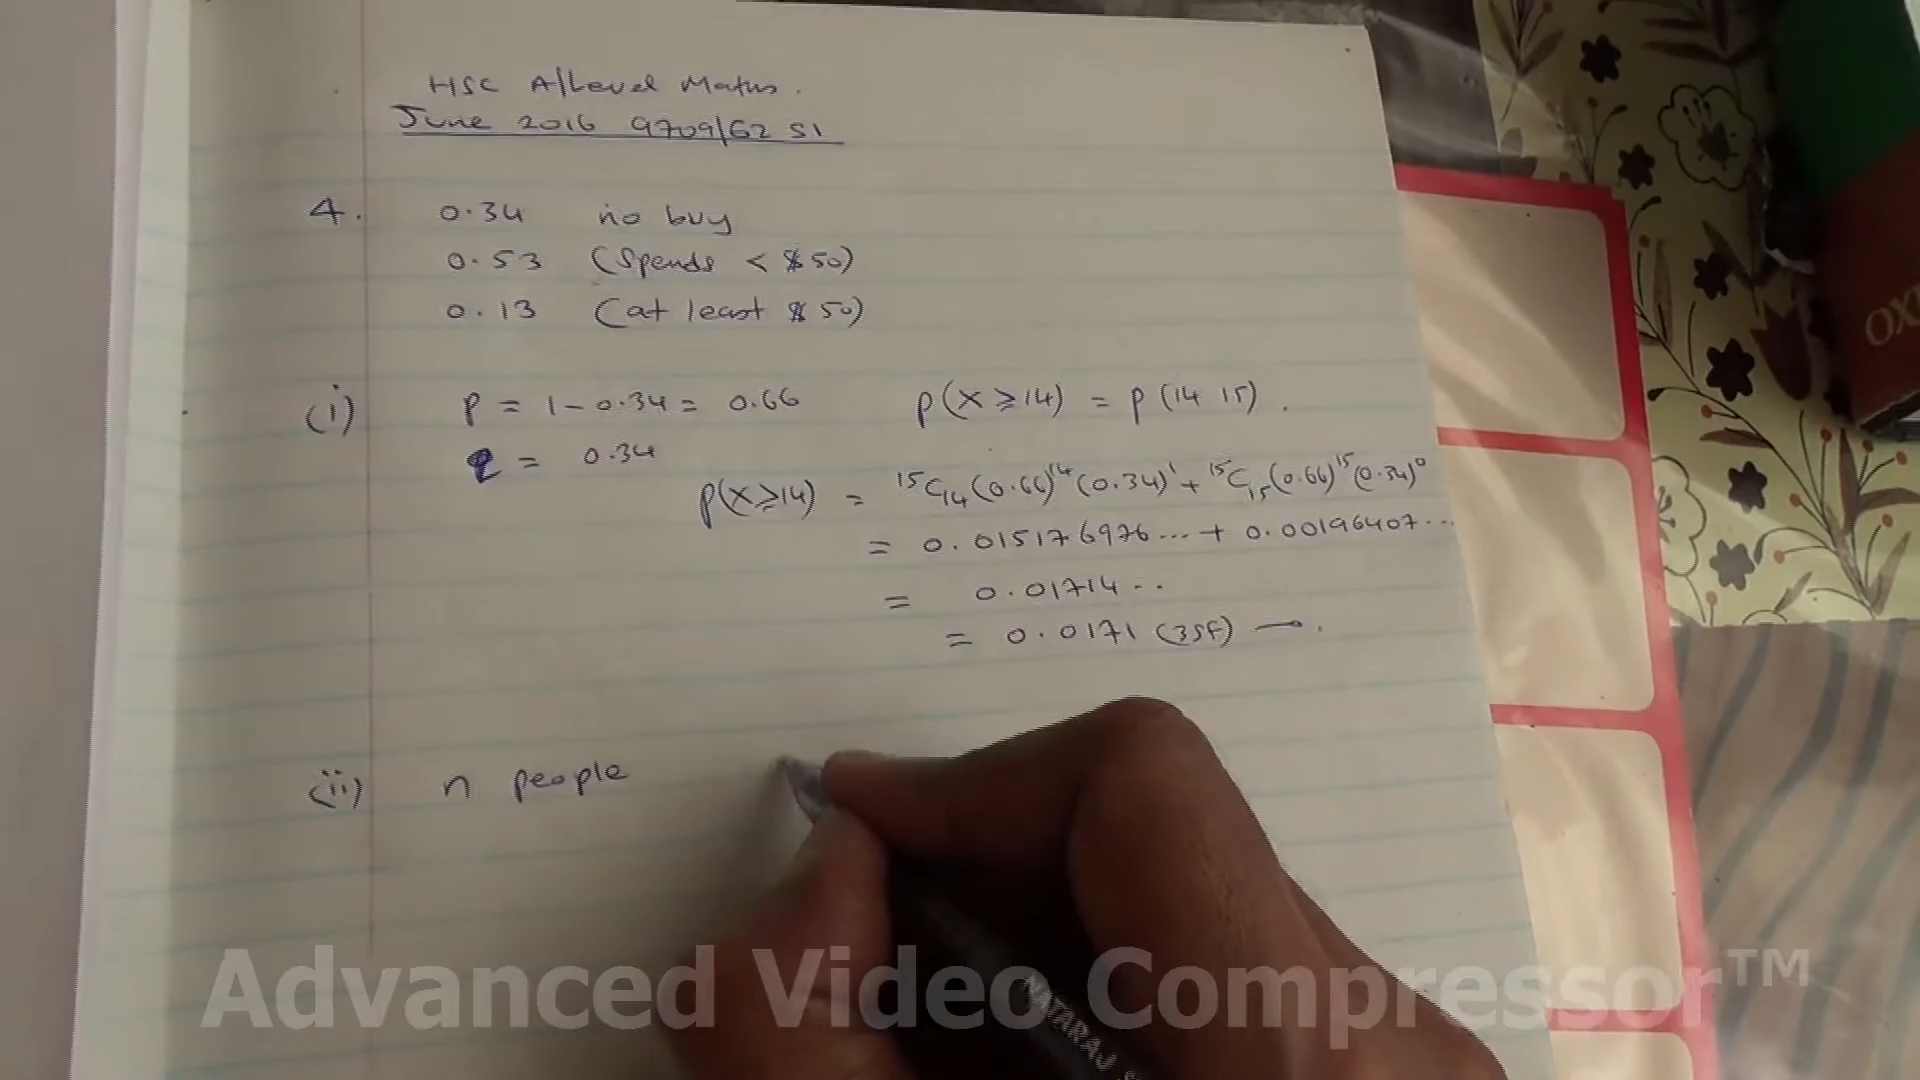 HSC A/Level Maths.
June 2016 9709/62 S1
4. 0.34 no buy
0.53 (Spends < $50)
0.13 (at least $50)
(i) p = 1 - 0.34 = 0.66 p(X ≥ 14) = p(14 15).
q = 0.34
p(X ≥ 14) = ¹⁵C₁₄(0.66)¹⁴(0.34)¹ + ¹⁵C₁₅(0.66)¹⁵(0.34)⁰
= 0.015176976... + 0.00196407...
= 0.01714..
= 0.0171 (3SF)
(ii) n people
Advanced Video Compressor™
NATARAJ
OX